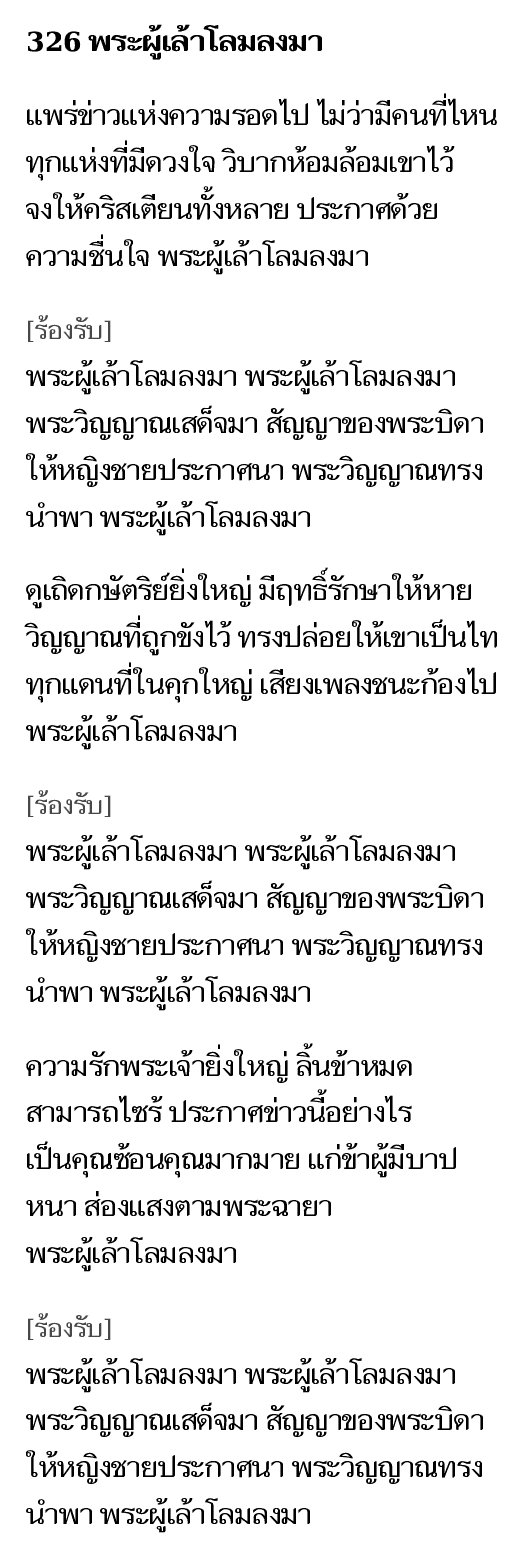 326 พระผู้เล้าโลมลงมา
แพร่ข่าวแห่งความรอดไป ไม่ว่ามีคนที่ไหน
ทุกแห่งที่มีดวงใจ วิบากห้อมล้อมเขาไว้
จงให้คริสเตียนทั้งหลาย ประกาศด้วย
ความชื่นใจ พระผู้เล้าโลมลงมา
[ร้องรับ]
พระผู้เล้าโลมลงมา พระผู้เล้าโลมลงมา
พระวิญญาณเสด็จมา สัญญาของพระบิดา
ให้หญิงชายประกาศนา พระวิญญาณทรง
นำพา พระผู้เล้าโลมลงมา
ดูเถิดกษัตริย์ยิ่งใหญ่ มีฤทธิ์รักษาให้หาย
วิญญาณที่ถูกขังไว้ ทรงปล่อยให้เขาเป็นไท
ทุกแดนที่ในคุกใหญ่ เสียงเพลงชนะก้องไป
พระผู้เล้าโลมลงมา
[ร้องรับ]
พระผู้เล้าโลมลงมา พระผู้เล้าโลมลงมา
พระวิญญาณเสด็จมา สัญญาของพระบิดา
ให้หญิงชายประกาศนา พระวิญญาณทรง
นำพา พระผู้เล้าโลมลงมา
ความรักพระเจ้ายิ่งใหญ่ ลิ้นข้าหมด
สามารถไซร้ ประกาศข่าวนี้อย่างไร
เป็นคุณซ้อนคุณมากมาย แก่ข้าผู้มีบาป
หนา ส่องแสงตามพระฉายา
พระผู้เล้าโลมลงมา
[ร้องรับ]
พระผู้เล้าโลมลงมา พระผู้เล้าโลมลงมา
พระวิญญาณเสด็จมา สัญญาของพระบิดา
ให้หญิงชายประกาศนา พระวิญญาณทรง
นำพา พระผู้เล้าโลมลงมา